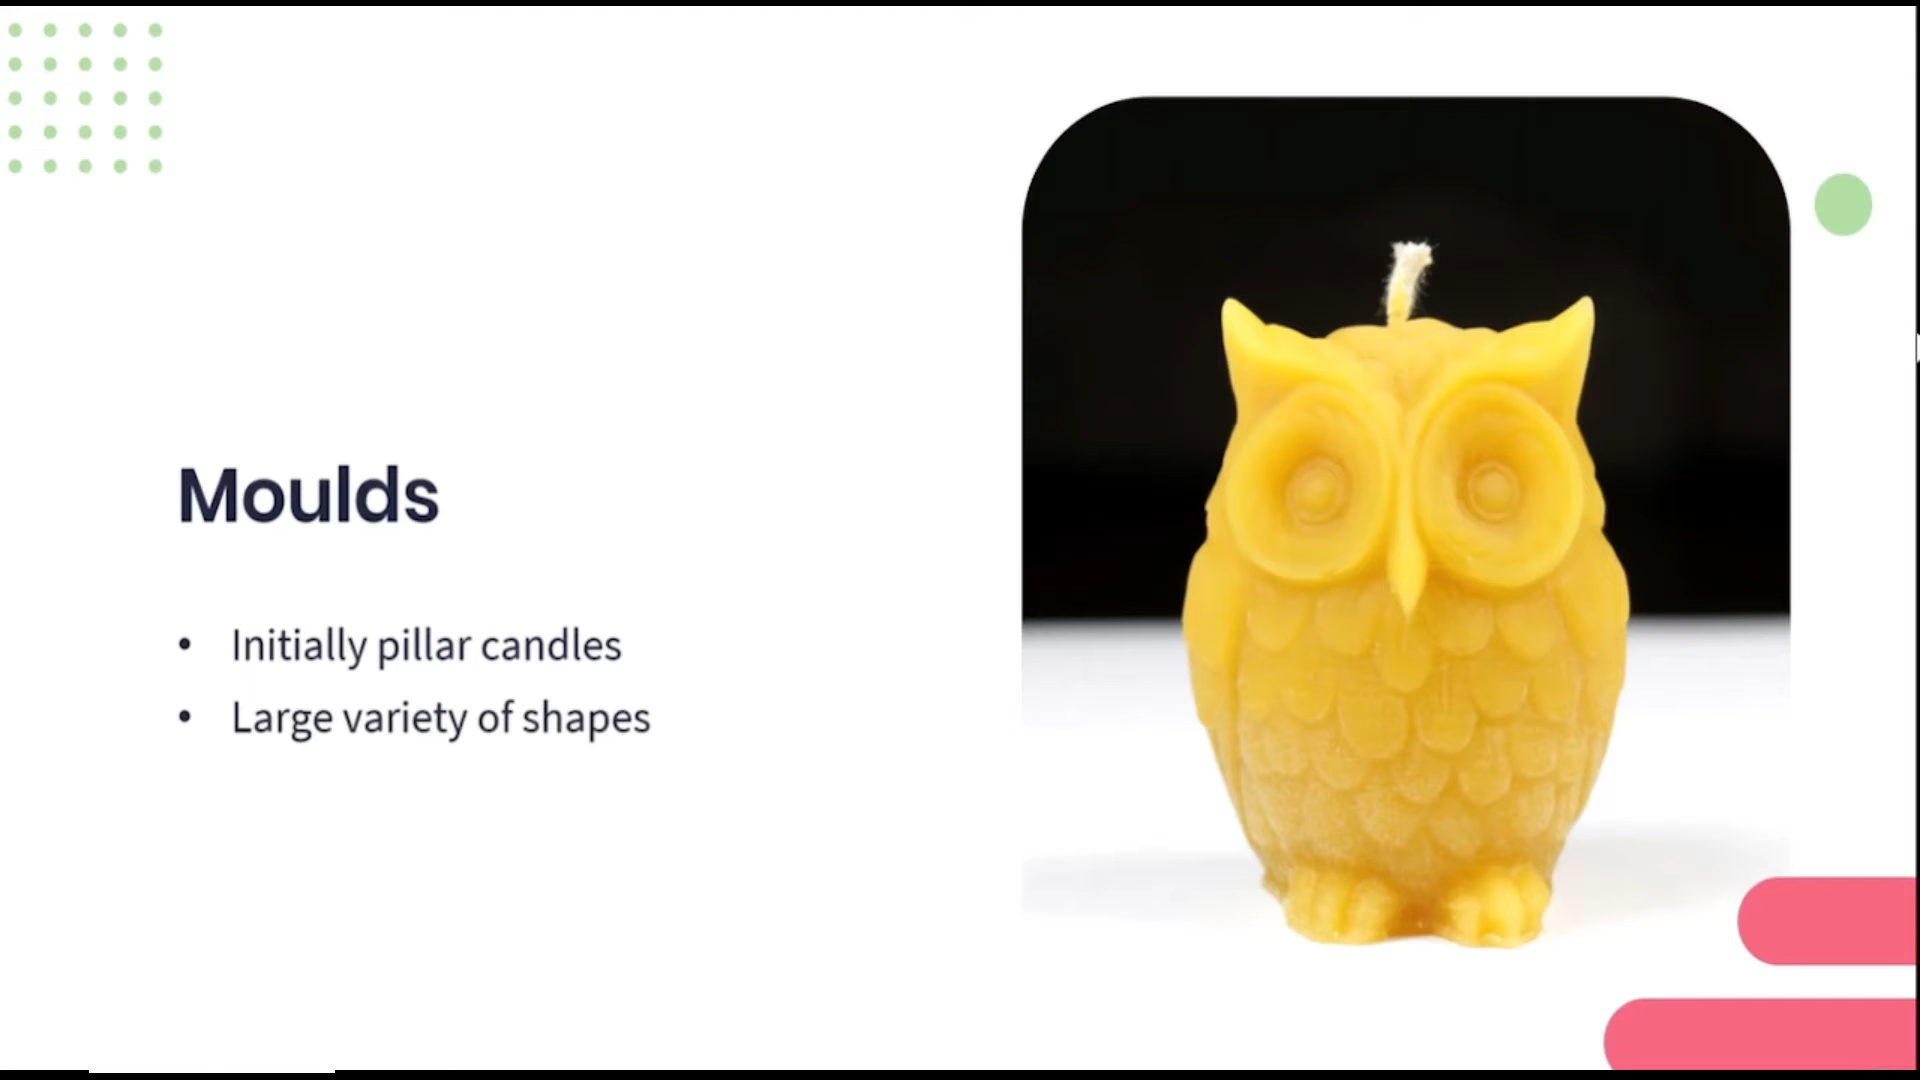 Moulds
• Initially pillar candles
• Large variety of shapes